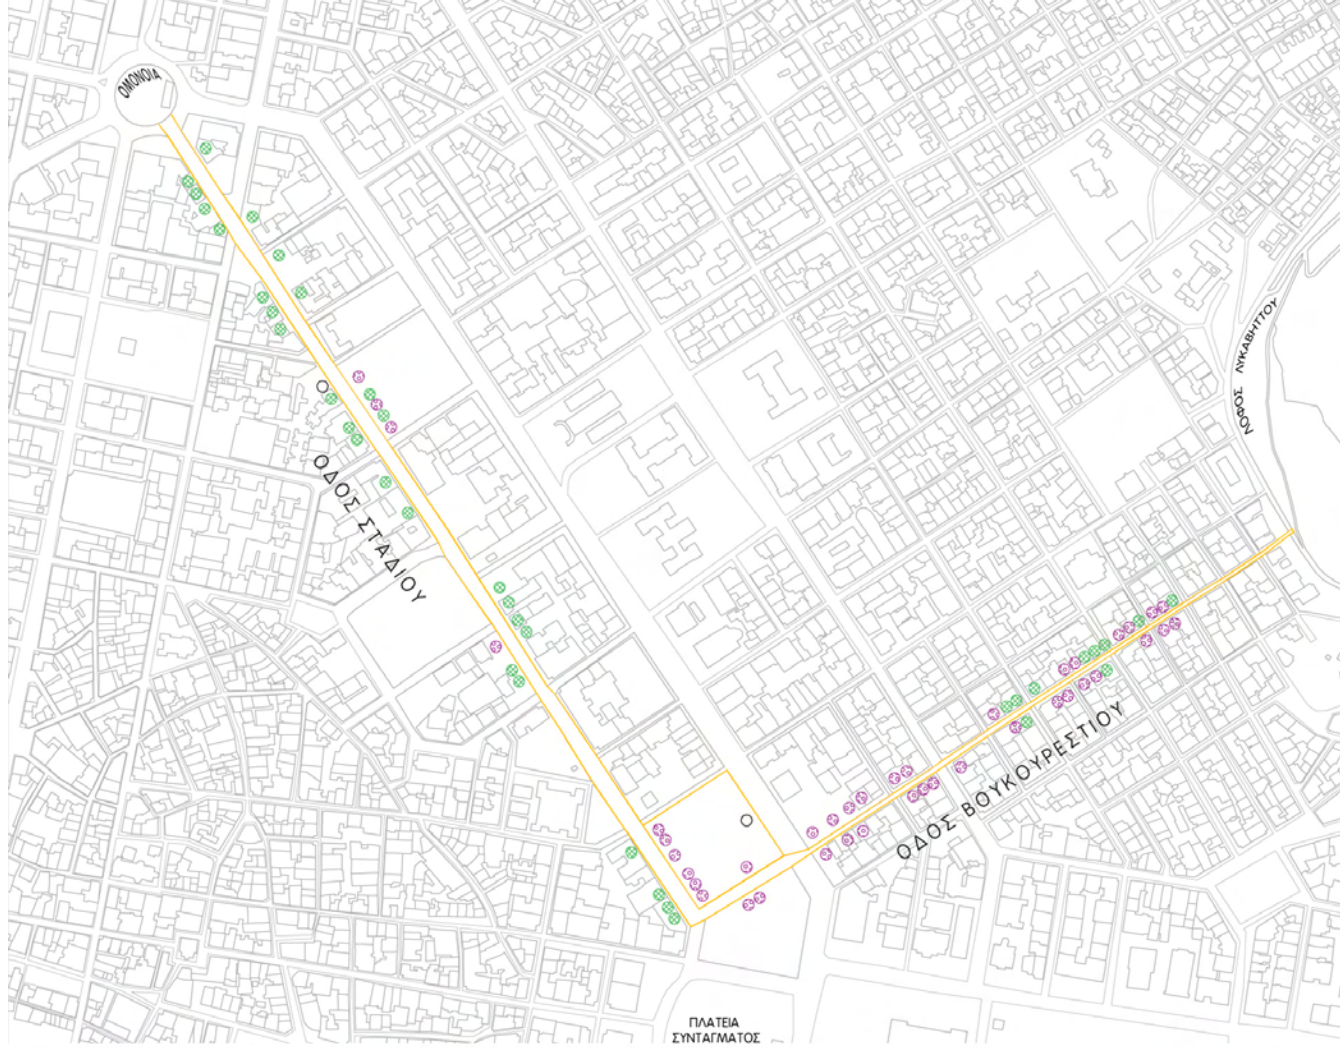 ΟΜΟΝΟΙΑ
ΛΟΦΟΣ ΛΥΚΑΒΗΤΤΟΥ
ΟΔΟΣ ΣΤΑΔΙΟΥ
ΟΔΟΣ ΒΟΥΚΟΥΡΕΣΤΙΟΥ
ΠΛΑΤΕΙΑ
ΣΥΝΤΑΓΜΑΤΟΣ